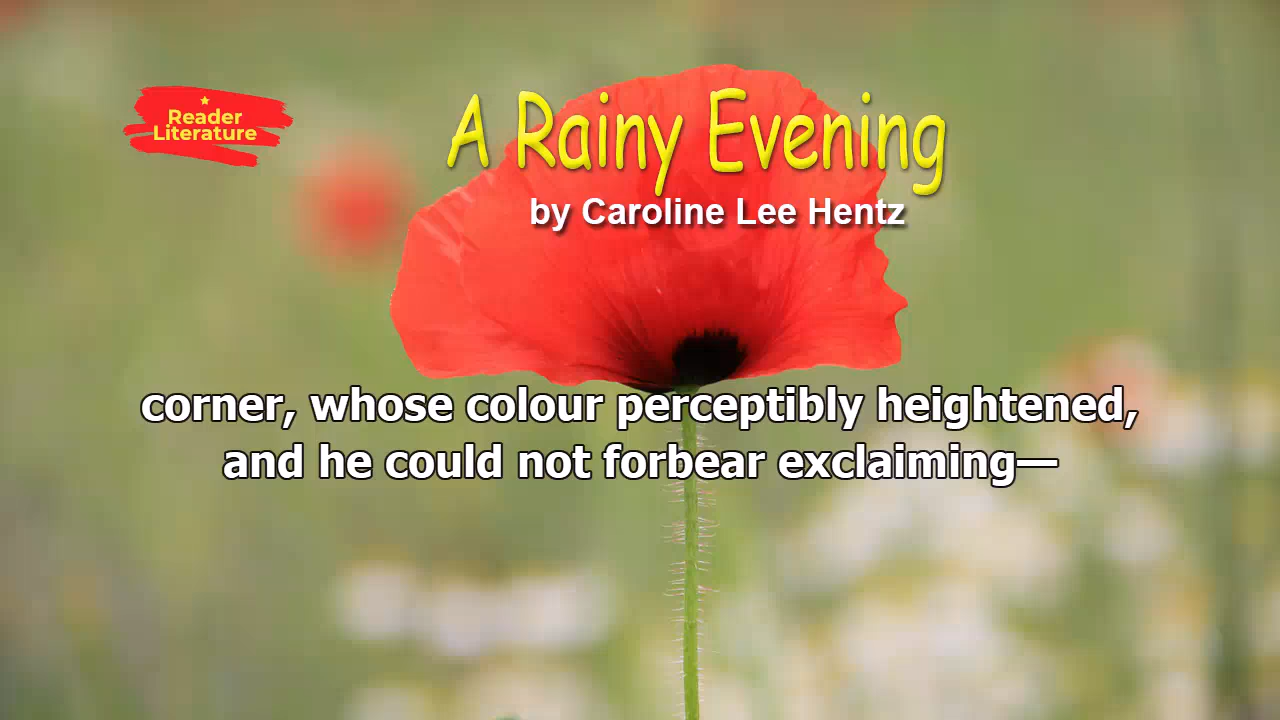 Reader
Literature
A Rainy Evening
by Caroline Lee Hentz
corner, whose colour perceptibly heightened,
and he could not forbear exclaiming—